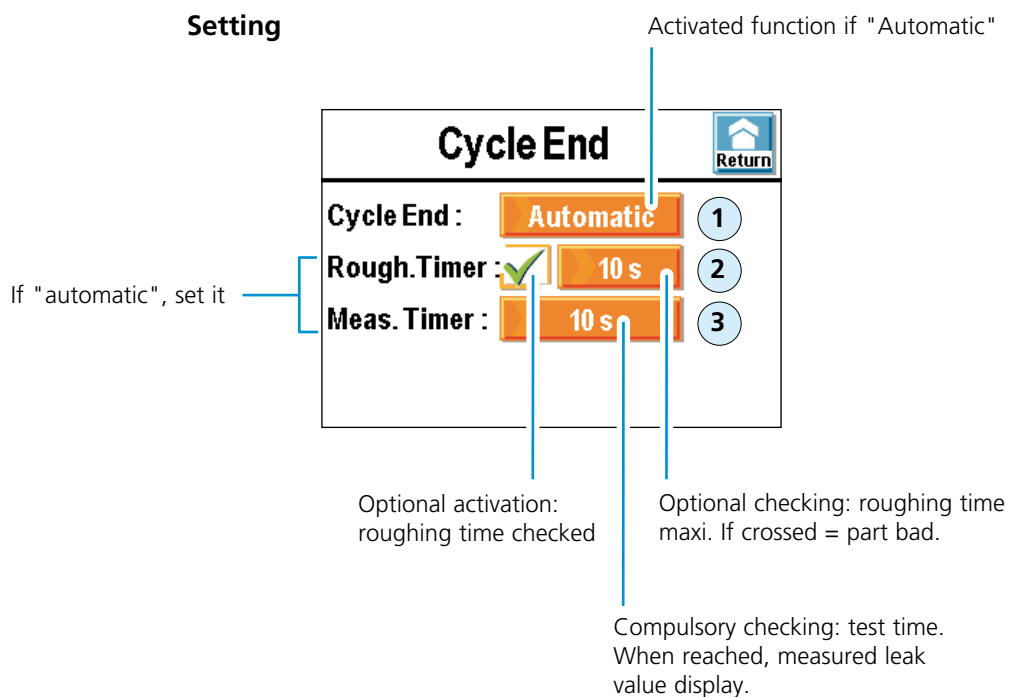 Setting
Activated function if "Automatic"
Cycle End
Return
Cycle End : Automatic 1
Rough.Timer : 10 s 2
If "automatic", set it
Meas. Timer : 10 s 3
Optional activation:
roughing time checked
Optional checking: roughing time
maxi. If crossed = part bad.
Compulsory checking: test time.
When reached, measured leak
value display.